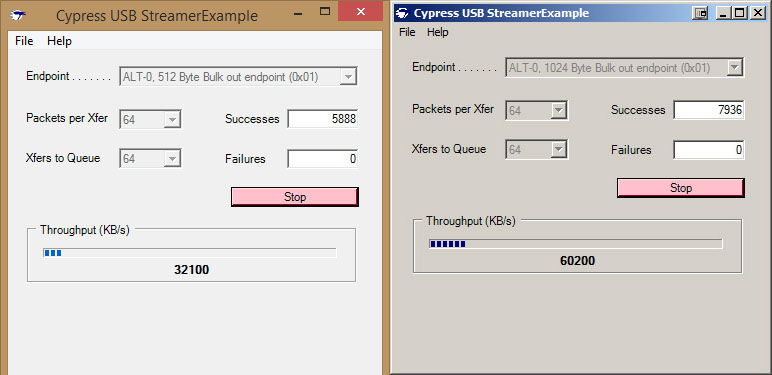 Cypress USB StreamerExample
File Help
Endpoint . . . . . . . ALT-0, 512 Byte Bulk out endpoint (0x01)
Packets per Xfer 64 Successes 5888
Xfers to Queue 64 Failures 0
Stop
Throughput (KB/s)
32100
Cypress USB StreamerExample
File Help
Endpoint . . . . . . . ALT-0, 1024 Byte Bulk out endpoint (0x01)
Packets per Xfer 64 Successes 7936
Xfers to Queue 64 Failures 0
Stop
Throughput (KB/s)
60200